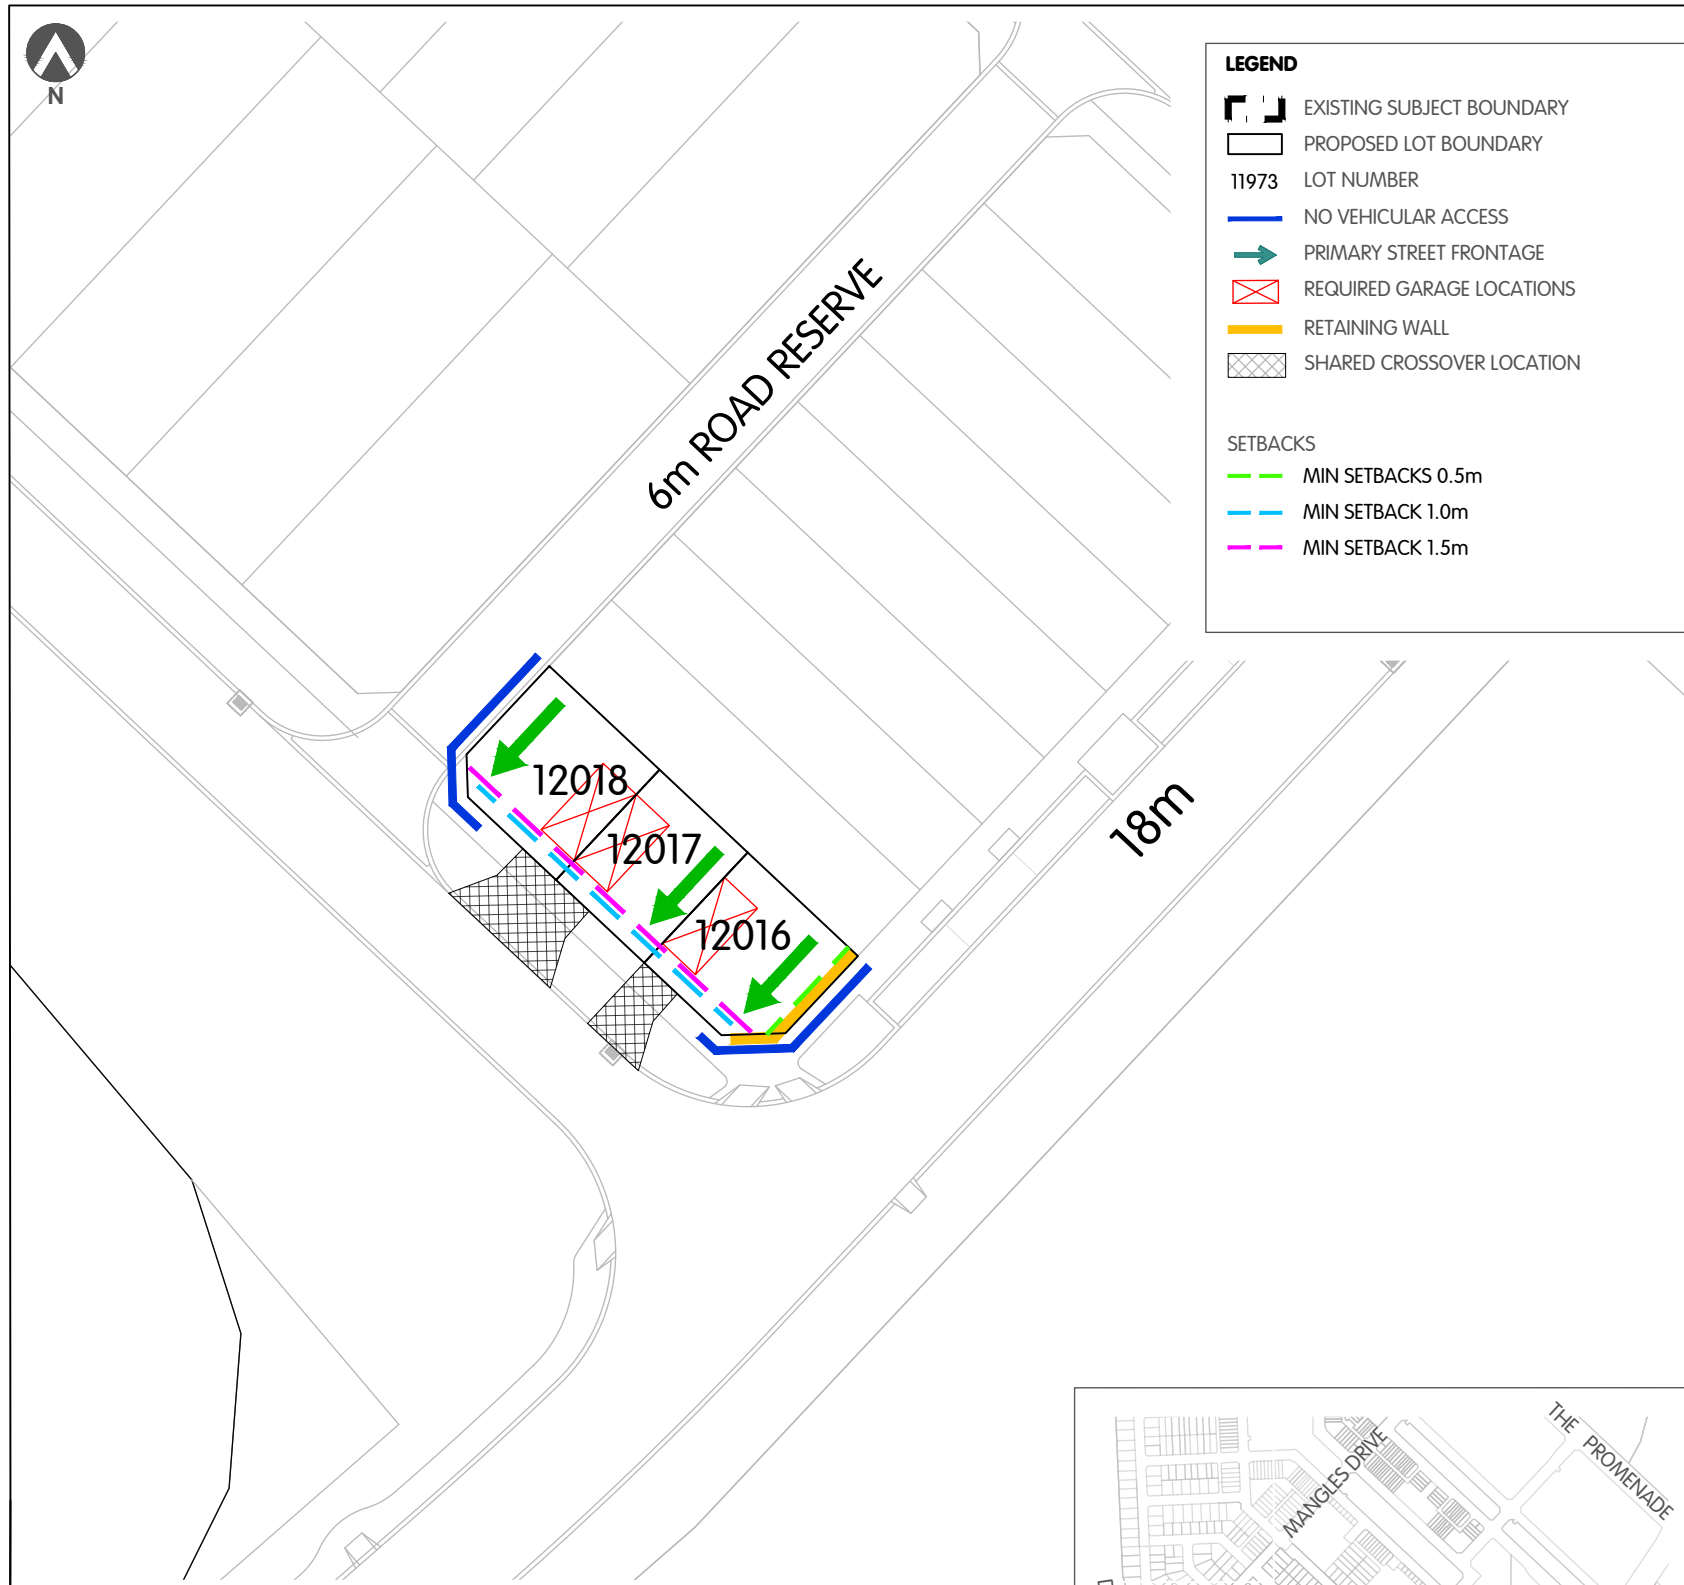 N
LEGEND
EXISTING SUBJECT BOUNDARY
PROPOSED LOT BOUNDARY
11973 LOT NUMBER
NO VEHICULAR ACCESS
PRIMARY STREET FRONTAGE
REQUIRED GARAGE LOCATIONS
RETAINING WALL
SHARED CROSSOVER LOCATION
SETBACKS
MIN SETBACKS 0.5m
MIN SETBACK 1.0m
MIN SETBACK 1.5m
6m ROAD RESERVE
12018
12017
12016
18m
MANGLES DRIVE
THE PROMENADE